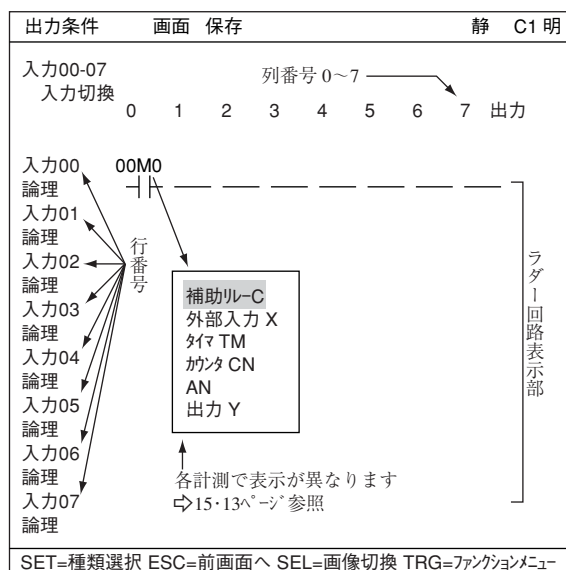 出力条件 画面 保存 静 C1 明
入力00-07
入力切換
列番号 0～7
0 1 2 3 4 5 6 7 出力
入力00
論理
入力01
論理
入力02
論理
入力03
論理
入力04
論理
入力05
論理
入力06
論理
入力07
論理
行番号
00M0
補助ﾘﾚｰC
外部入力 X
ﾀｲﾏ TM
ｶｳﾝﾀ CN
AN
出力 Y
各計測で表示が異なります
⇨15･13ﾍﾟｰｼﾞ参照
ラダー回路表示部
SET=種類選択 ESC=前画面へ SEL=画像切換 TRG=ﾌｧﾝｸｼｮﾝﾒﾆｭｰ